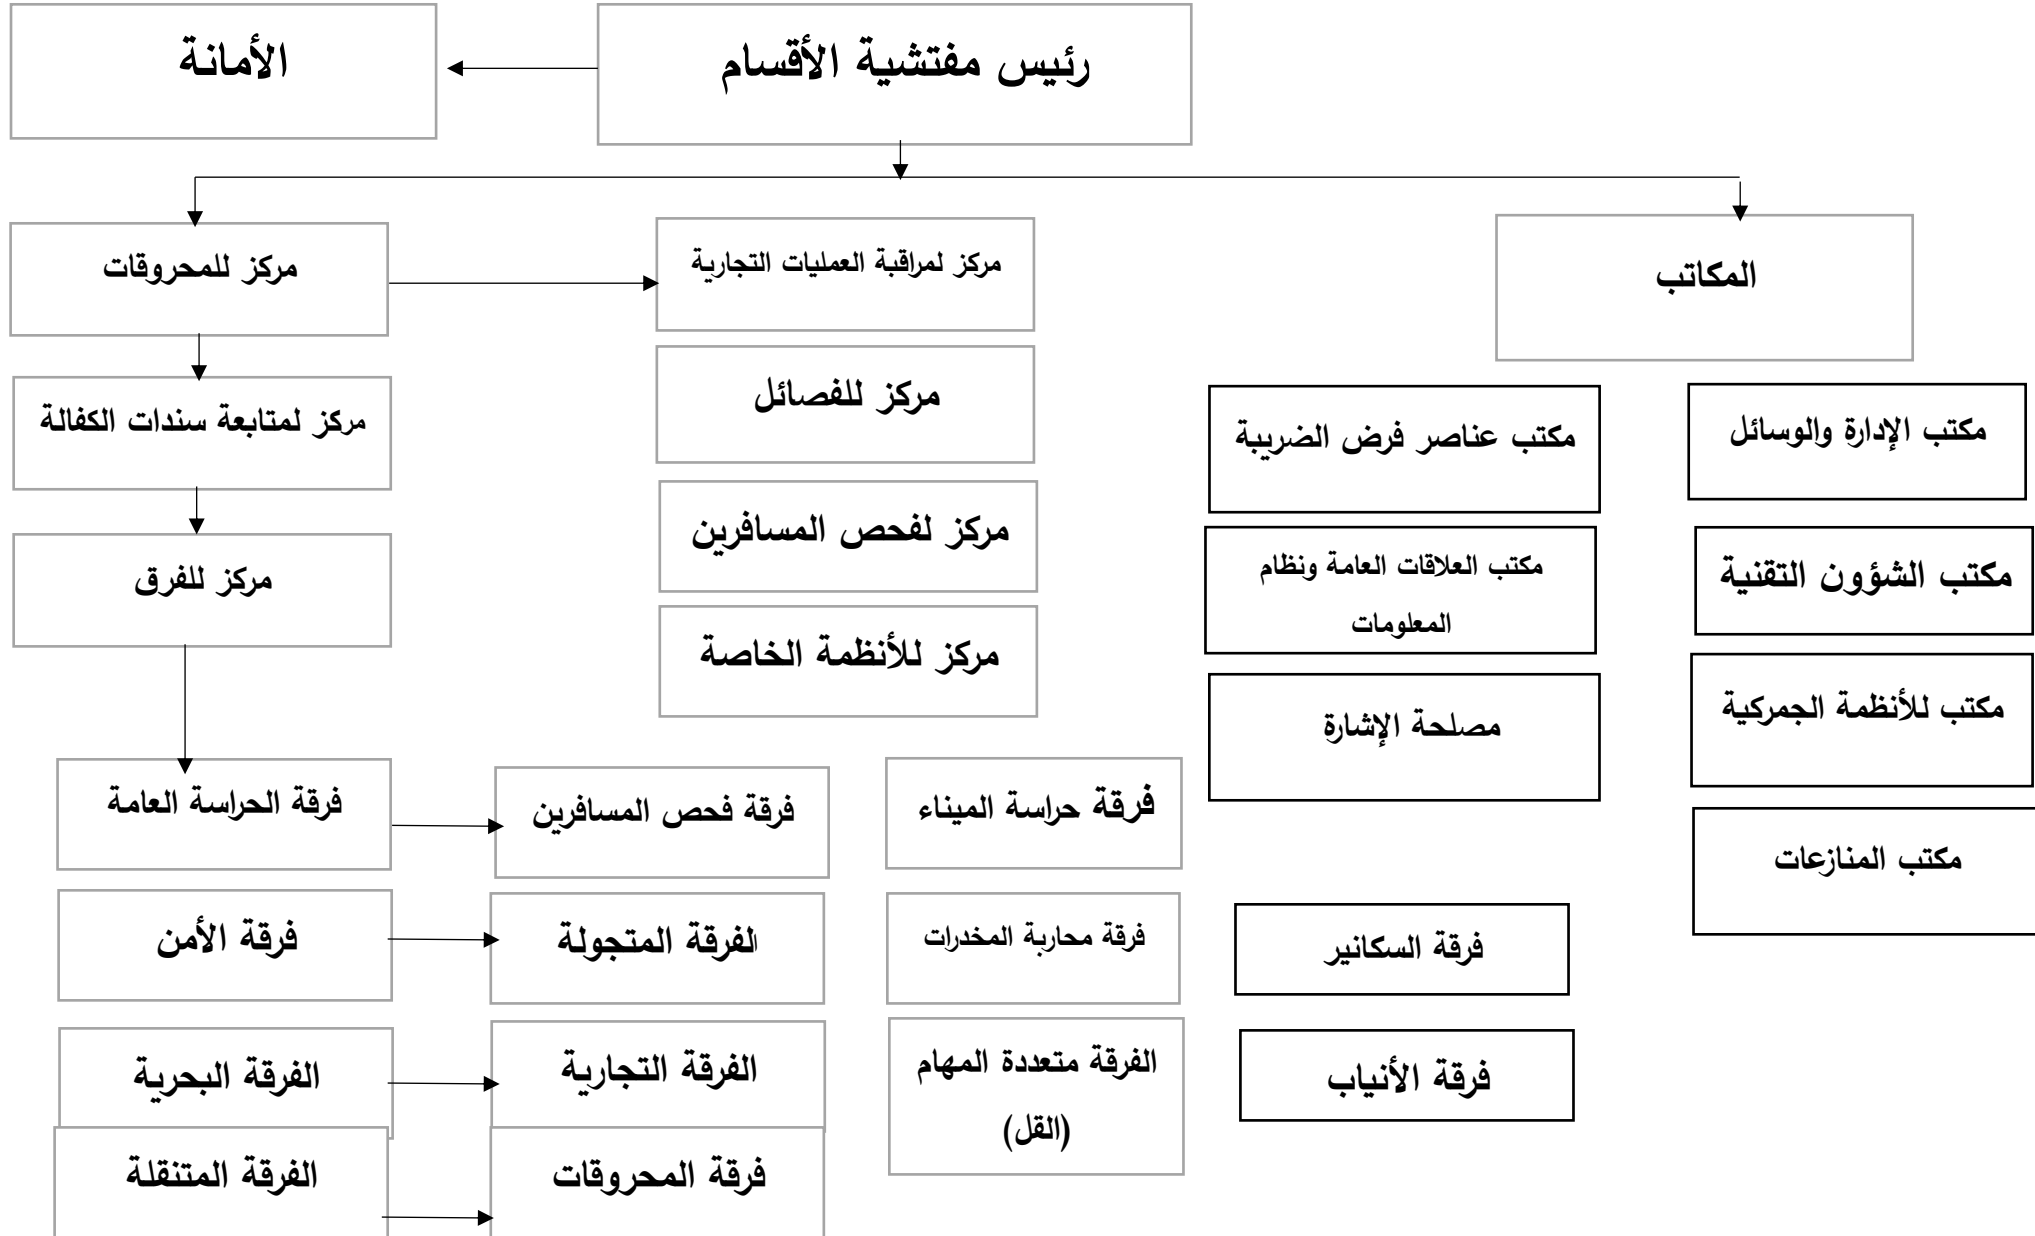 رئيس مفتشية الأقسام
الأمانة
المكاتب
مركز لمراقبة العمليات التجارية
مركز للمحروقات
مكتب الإدارة والوسائل
مكتب عناصر فرض الضريبة
مركز للفصائل
مركز لمتابعة سندات الكفالة
مكتب الشؤون التقنية
مكتب العلاقات العامة ونظام
المعلومات
مركز لفحص المسافرين
مركز للفرق
مكتب للأنظمة الجمركية
مصلحة الإشارة
مركز للأنظمة الخاصة
مكتب المنازعات
فرقة حراسة الميناء
فرقة فحص المسافرين
فرقة الحراسة العامة
فرقة السكانير
فرقة محاربة المخدرات
الفرقة المتجولة
فرقة الأمن
فرقة الأنياب
الفرقة متعددة المهام
(القل)
الفرقة التجارية
الفرقة البحرية
فرقة المحروقات
الفرقة المتنقلة